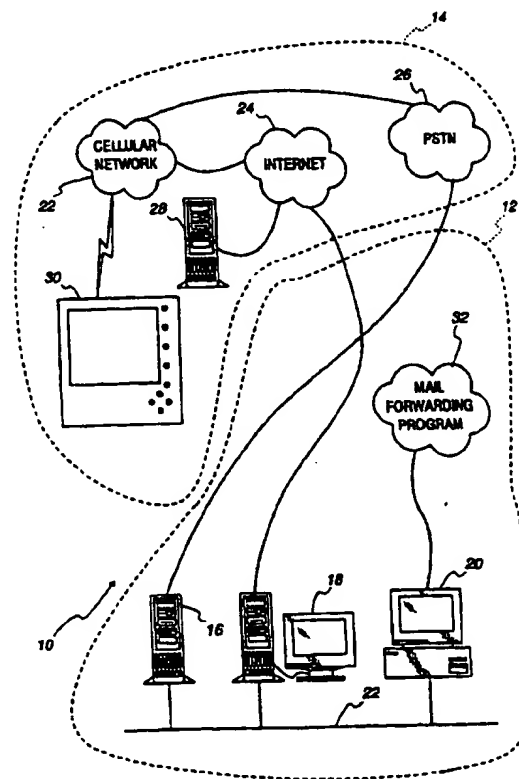 14
26
24
CELLULAR
NETWORK
INTERNET
PSTN
22
28
12
30
32
MAIL
FORWARDING
PROGRAM
20
18
16
10
22